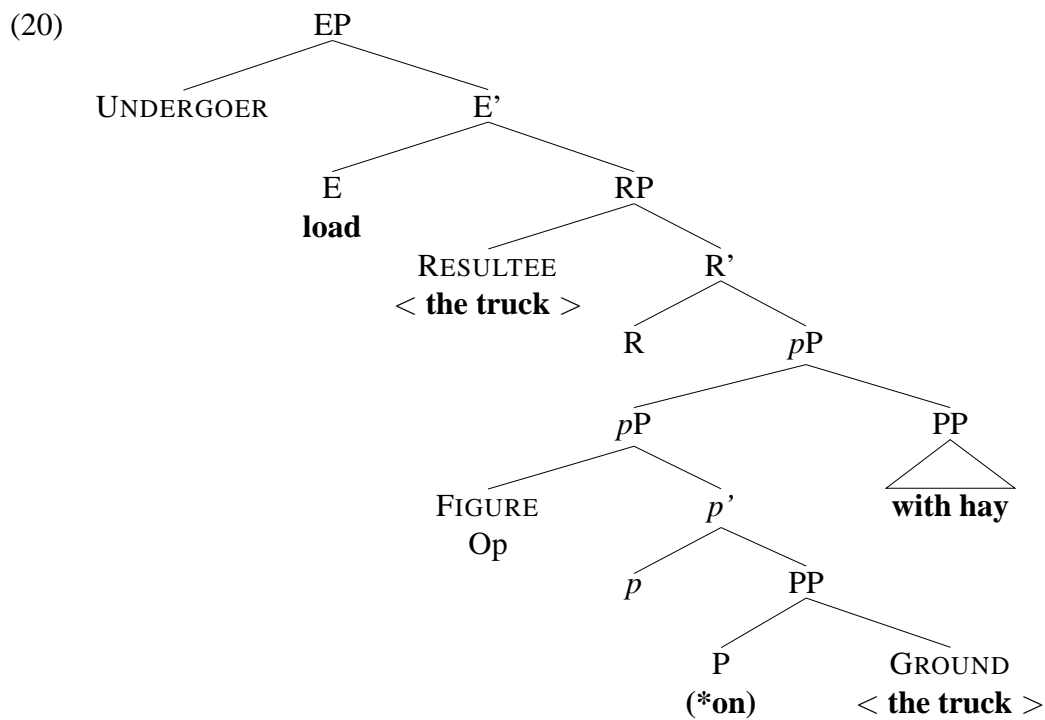 (20) EP
UNDERGOER E'
E RP
load
RESULTEE R'
< the truck >
R pP
pP PP
FIGURE p' with hay
Op
p PP
P GROUND
(*on) < the truck >